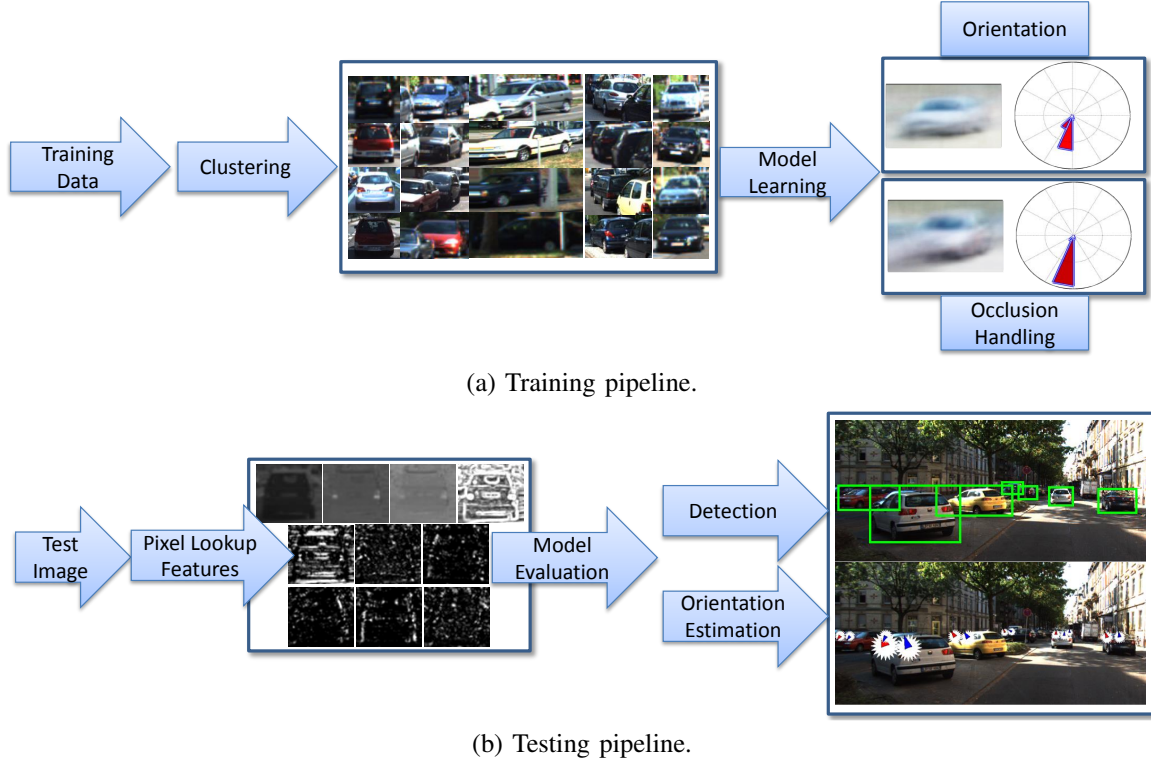 Orientation
Training
Data
Clustering
Model
Learning
Occlusion
Handling
(a) Training pipeline.
Test
Image
Pixel Lookup
Features
Model
Evaluation
Detection
Orientation
Estimation
(b) Testing pipeline.